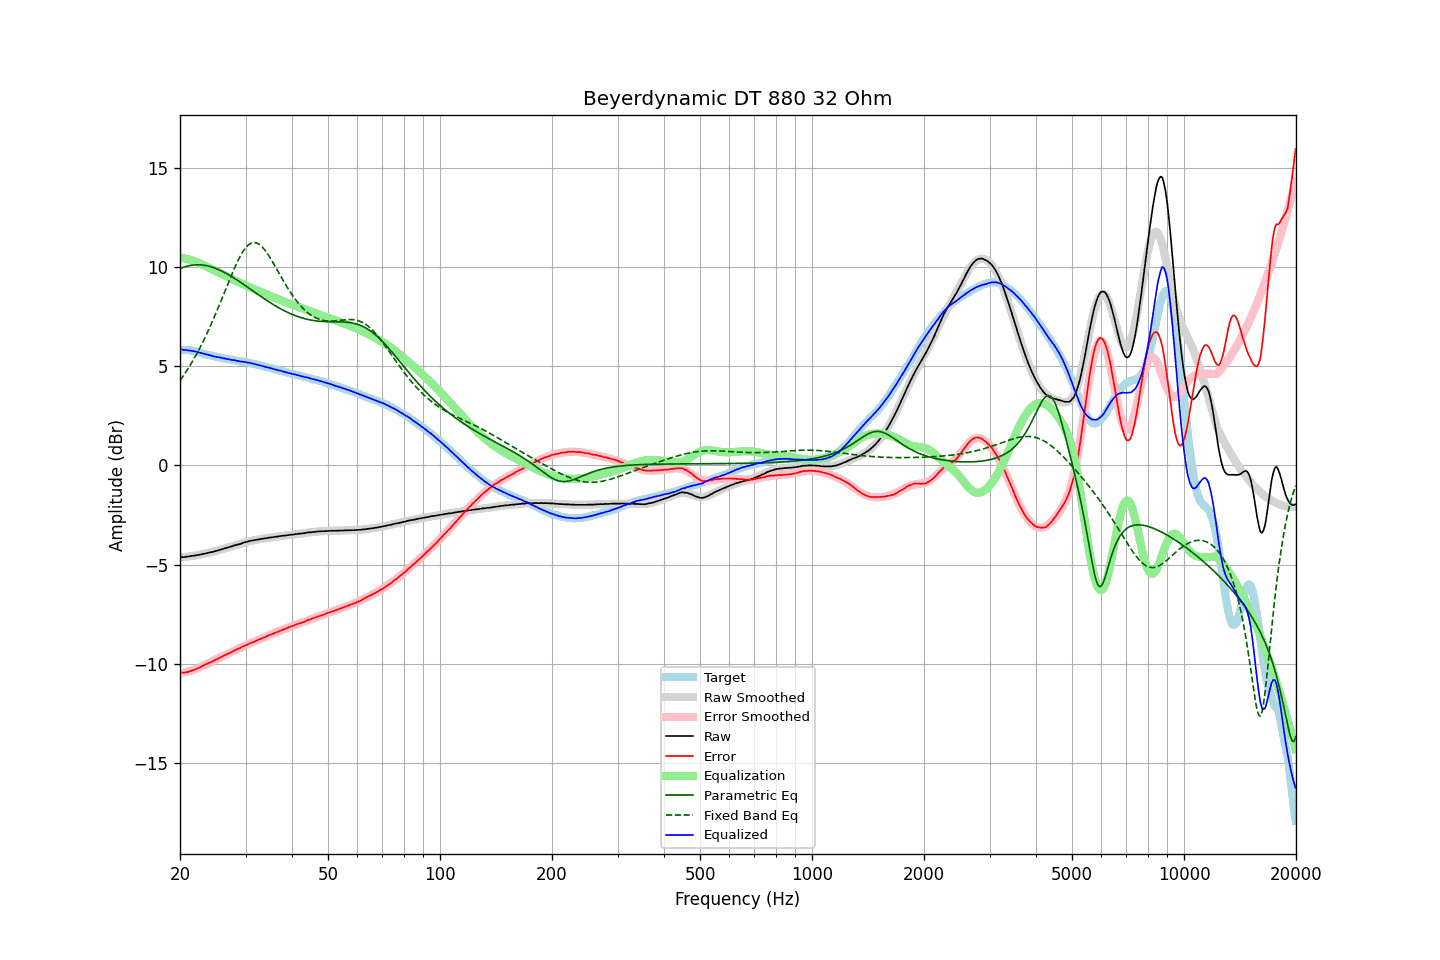 Beyerdynamic DT 880 32 Ohm
Amplitude (dBr)
15
10
5
0
−5
−10
−15
Target
Raw Smoothed
Error Smoothed
Raw
Error
Equalization
Parametric Eq
Fixed Band Eq
Equalized
20 50 100 200 500 1000 2000 5000 10000 20000
Frequency (Hz)